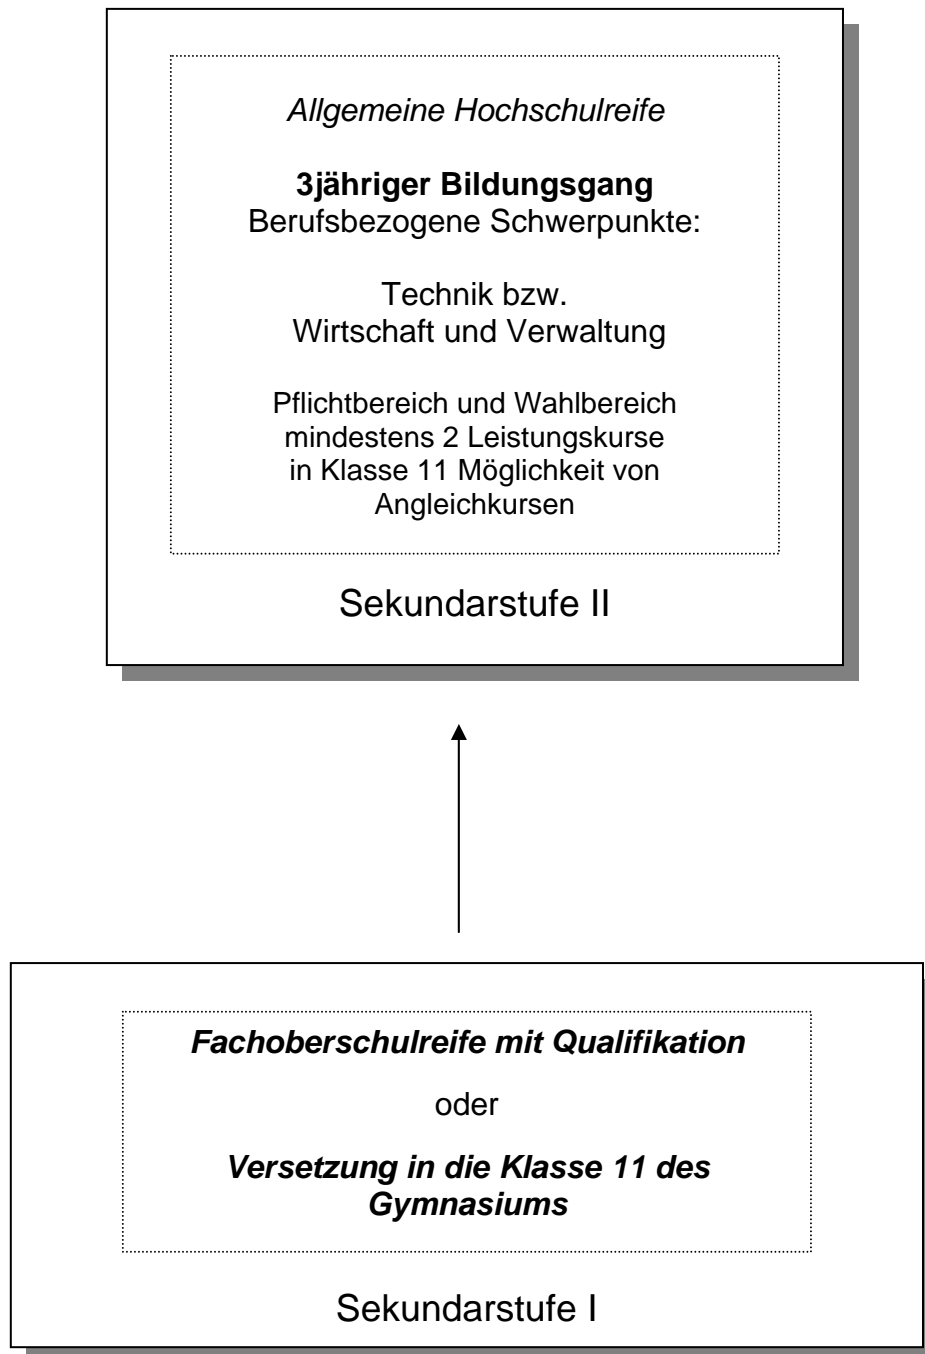 Allgemeine Hochschulreife
3jähriger Bildungsgang
Berufsbezogene Schwerpunkte:
Technik bzw.
Wirtschaft und Verwaltung
Pflichtbereich und Wahlbereich
mindestens 2 Leistungskurse
in Klasse 11 Möglichkeit von
Angleichkursen
Sekundarstufe II
Fachoberschulreife mit Qualifikation
oder
Versetzung in die Klasse 11 des
Gymnasiums
Sekundarstufe I